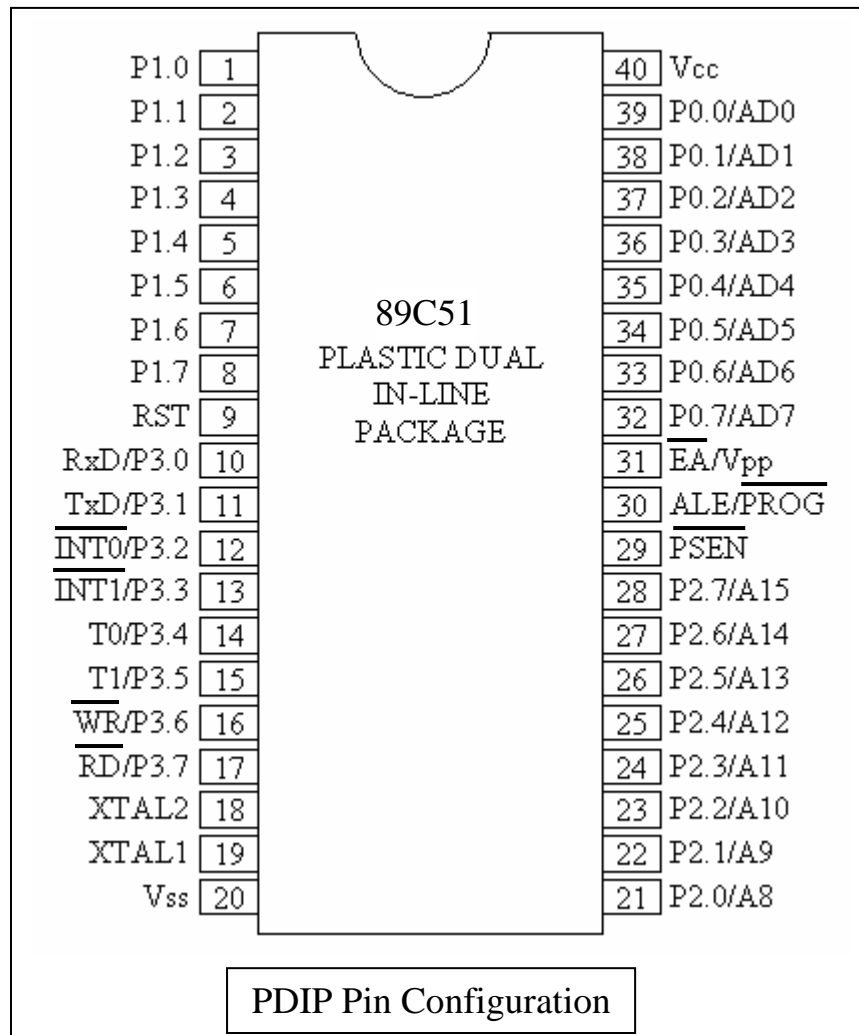 P1.0 1
P1.1 2
P1.2 3
P1.3 4
P1.4 5
P1.5 6
P1.6 7
P1.7 8
RST 9
RxD/P3.0 10
TxD/P3.1 11
I̅N̅T̅0̅/P3.2 12
I̅N̅T̅1̅/P3.3 13
T0/P3.4 14
T1/P3.5 15
W̅R̅/P3.6 16
R̅D̅/P3.7 17
XTAL2 18
XTAL1 19
Vss 20
89C51
PLASTIC DUAL
IN-LINE
PACKAGE
40 Vcc
39 P0.0/AD0
38 P0.1/AD1
37 P0.2/AD2
36 P0.3/AD3
35 P0.4/AD4
34 P0.5/AD5
33 P0.6/AD6
32 P0.7/AD7
31 E̅A̅/Vpp
30 ALE/P̅R̅O̅G̅
29 P̅S̅E̅N̅
28 P2.7/A15
27 P2.6/A14
26 P2.5/A13
25 P2.4/A12
24 P2.3/A11
23 P2.2/A10
22 P2.1/A9
21 P2.0/A8
PDIP Pin Configuration